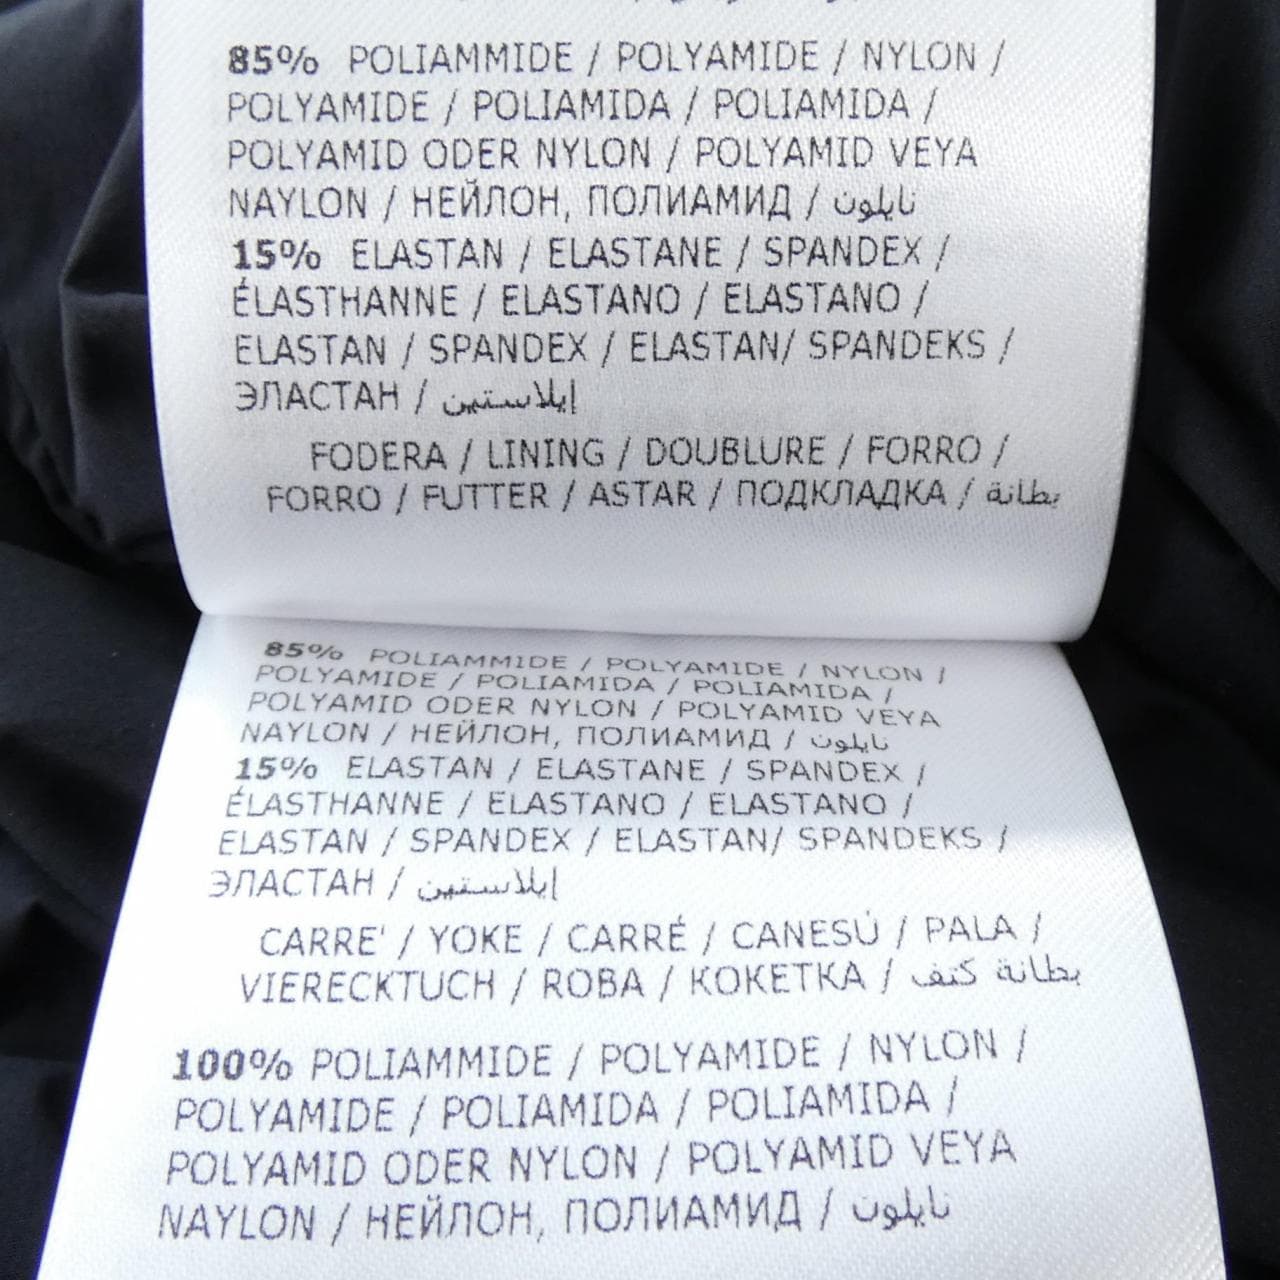 85% POLIAMMIDE / POLYAMIDE / NYLON /
POLYAMIDE / POLIAMIDA / POLIAMIDA /
POLYAMID ODER NYLON / POLYAMID VEYA
NAYLON / НЕЙЛОН, ПОЛИАМИД / نايلون
15% ELASTAN / ELASTANE / SPANDEX /
ÉLASTHANNE / ELASTANO / ELASTANO /
ELASTAN / SPANDEX / ELASTAN/ SPANDEKS /
ЭЛАСТАН / إيلاستين
FODERA / LINING / DOUBLURE / FORRO /
FORRO / FUTTER / ASTAR / ПОДКЛАДКА / بطانة
85% POLIAMMIDE / POLYAMIDE / NYLON /
POLYAMIDE / POLIAMIDA / POLIAMIDA /
POLYAMID ODER NYLON / POLYAMID VEYA
NAYLON / НЕЙЛОН, ПОЛИАМИД / نايلون
15% ELASTAN / ELASTANE / SPANDEX /
ÉLASTHANNE / ELASTANO / ELASTANO /
ELASTAN / SPANDEX / ELASTAN/ SPANDEKS /
ЭЛАСТАН / إيلاستين
CARRE' / YOKE / CARRÉ / CANESÚ / PALA /
VIERECKTUCH / ROBA / КОКЕТКА / بطانة كتف
100% POLIAMMIDE / POLYAMIDE / NYLON /
POLYAMIDE / POLIAMIDA / POLIAMIDA /
POLYAMID ODER NYLON / POLYAMID VEYA
NAYLON / НЕЙЛОН, ПОЛИАМИД / نايلون